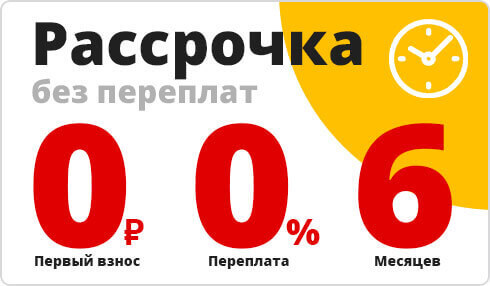 Рассрочка
без переплат
0₽ 0% 6
Первый взнос Переплата Месяцев